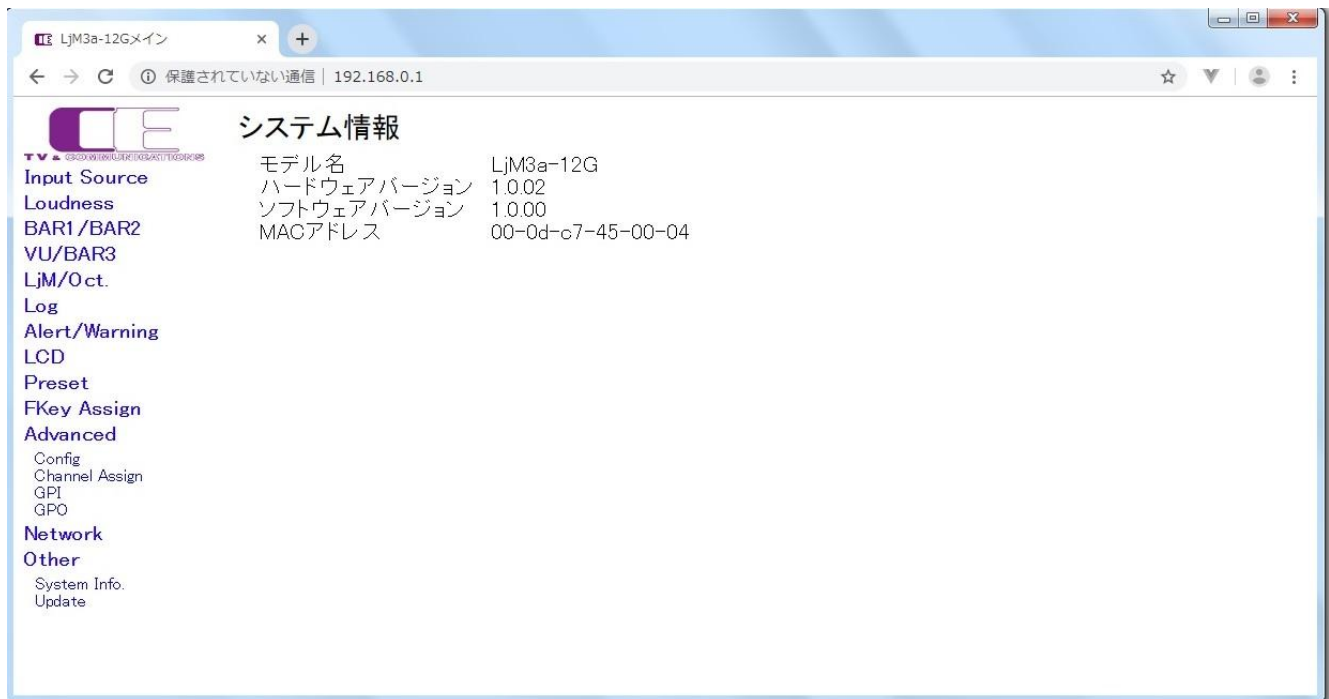 LjM3a-12Gメイン
保護されていない通信 | 192.168.0.1
TV & COMMUNICATIONS
Input Source
Loudness
BAR1/BAR2
VU/BAR3
LjM/Oct.
Log
Alert/Warning
LCD
Preset
FKey Assign
Advanced
Config
Channel Assign
GPI
GPO
Network
Other
System Info.
Update
システム情報
モデル名 LjM3a-12G
ハードウェアバージョン 1.0.02
ソフトウェアバージョン 1.0.00
MACアドレス 00-0d-c7-45-00-04